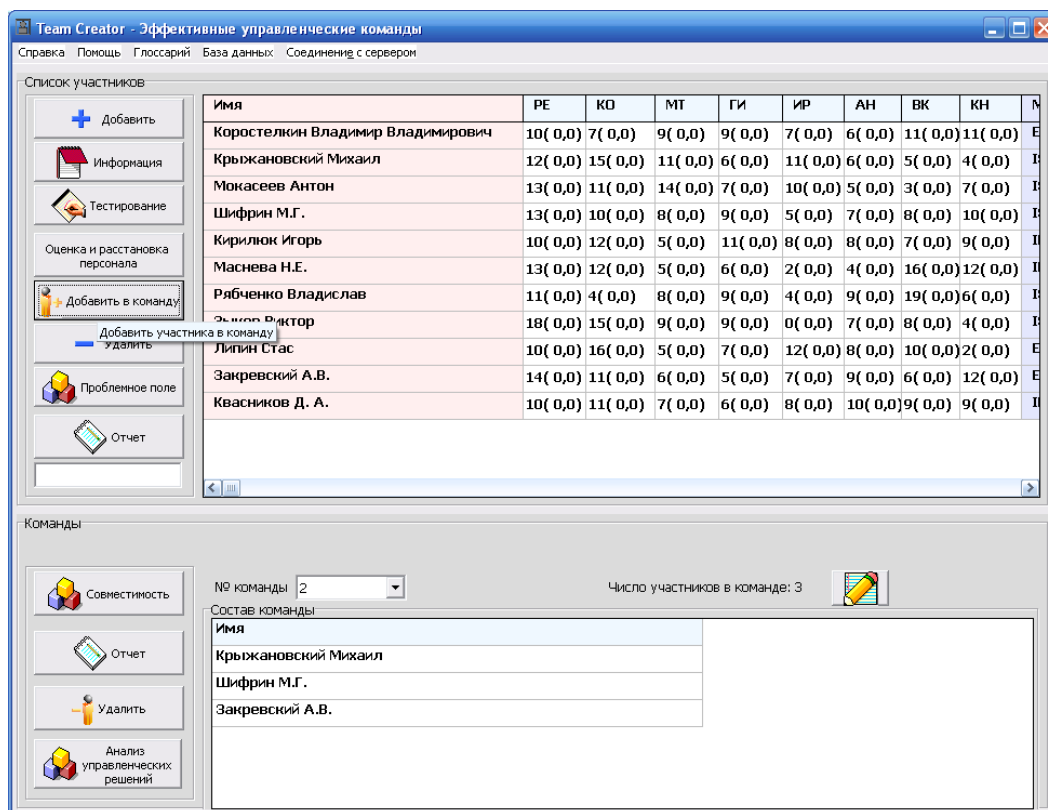 Team Creator - Эффективные управленческие команды
Справка Помощь Глоссарий База данных Соединение с сервером
Список участников
Добавить
Информация
Тестирование
Оценка и расстановка
персонала
Добавить в команду
Добавить участника в команду
Удалить
Проблемное поле
Отчет
Имя РЕ КО МТ ГИ ИР АН ВК КН
Коростелкин Владимир Владимирович 10( 0,0) 7( 0,0) 9( 0,0) 9( 0,0) 7( 0,0) 6( 0,0) 11( 0,0) 11( 0,0) E
Крыжановский Михаил 12( 0,0) 15( 0,0) 11( 0,0) 6( 0,0) 11( 0,0) 6( 0,0) 5( 0,0) 4( 0,0)
Мокасеев Антон 13( 0,0) 11( 0,0) 14( 0,0) 7( 0,0) 10( 0,0) 5( 0,0) 3( 0,0) 7( 0,0)
Шифрин М.Г. 13( 0,0) 10( 0,0) 8( 0,0) 9( 0,0) 5( 0,0) 7( 0,0) 8( 0,0) 10( 0,0)
Кирилюк Игорь 10( 0,0) 12( 0,0) 5( 0,0) 11( 0,0) 8( 0,0) 8( 0,0) 7( 0,0) 9( 0,0)
Маснева Н.Е. 13( 0,0) 12( 0,0) 5( 0,0) 6( 0,0) 2( 0,0) 4( 0,0) 16( 0,0) 12( 0,0)
Рябченко Владислав 11( 0,0) 4( 0,0) 8( 0,0) 9( 0,0) 4( 0,0) 9( 0,0) 19( 0,0) 6( 0,0)
Виктор 18( 0,0) 15( 0,0) 9( 0,0) 9( 0,0) 0( 0,0) 7( 0,0) 8( 0,0) 4( 0,0)
Липин Стас 10( 0,0) 16( 0,0) 5( 0,0) 7( 0,0) 12( 0,0) 8( 0,0) 10( 0,0) 2( 0,0) E
Закревский А.В. 14( 0,0) 11( 0,0) 6( 0,0) 5( 0,0) 7( 0,0) 9( 0,0) 6( 0,0) 12( 0,0) E
Квасников Д. А. 10( 0,0) 11( 0,0) 7( 0,0) 6( 0,0) 8( 0,0) 10( 0,0) 9( 0,0) 9( 0,0)
Команды
Совместимость
Отчет
Удалить
Анализ
управленческих
решений
№ команды 2 Число участников в команде: 3
Состав команды
Имя
Крыжановский Михаил
Шифрин М.Г.
Закревский А.В.